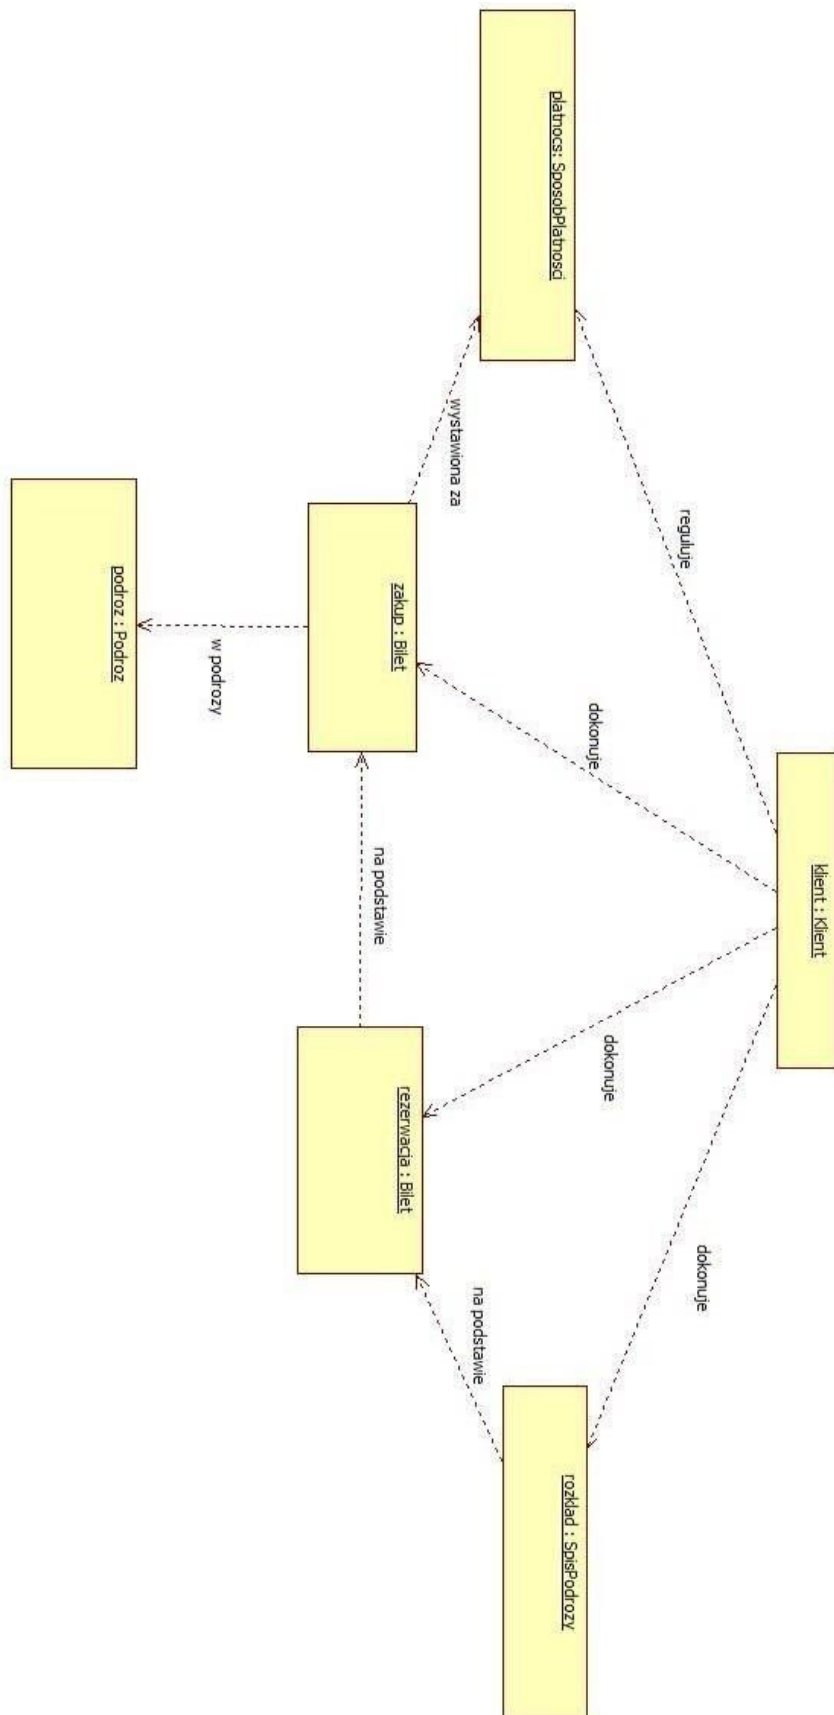 klient : Klient
reguluje
dokonuje
dokonuje
dokonuje
platnocs: SposobPlatnosci
rozklad : SpisPodrozy
wystawiona za
na podstawie
zakup : Bilet
na podstawie
rezerwacja : Bilet
w podrozy
podroz : Podroz